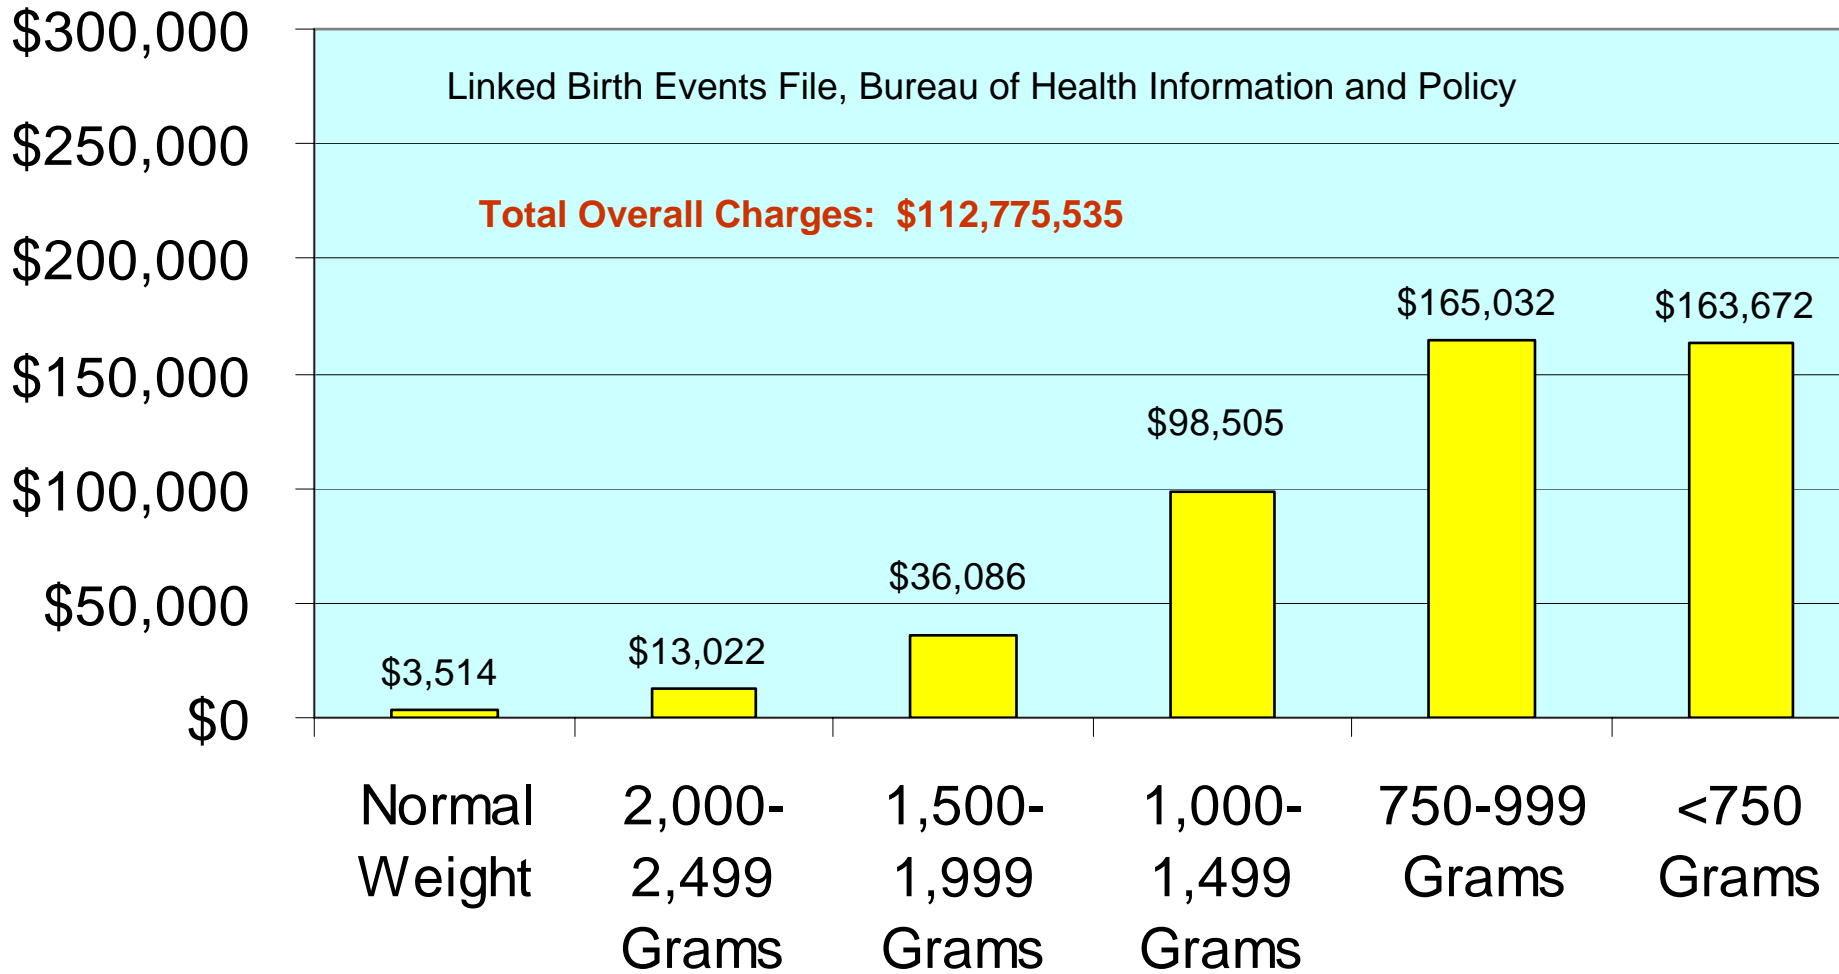 $300,000
Linked Birth Events File, Bureau of Health Information and Policy
$250,000
Total Overall Charges: $112,775,535
$200,000
$165,032
$163,672
$150,000
$98,505
$100,000
$36,086
$50,000
$13,022
$3,514
$0
Normal
Weight
2,000-
2,499
Grams
1,500-
1,999
Grams
1,000-
1,499
Grams
750-999
Grams
<750
Grams